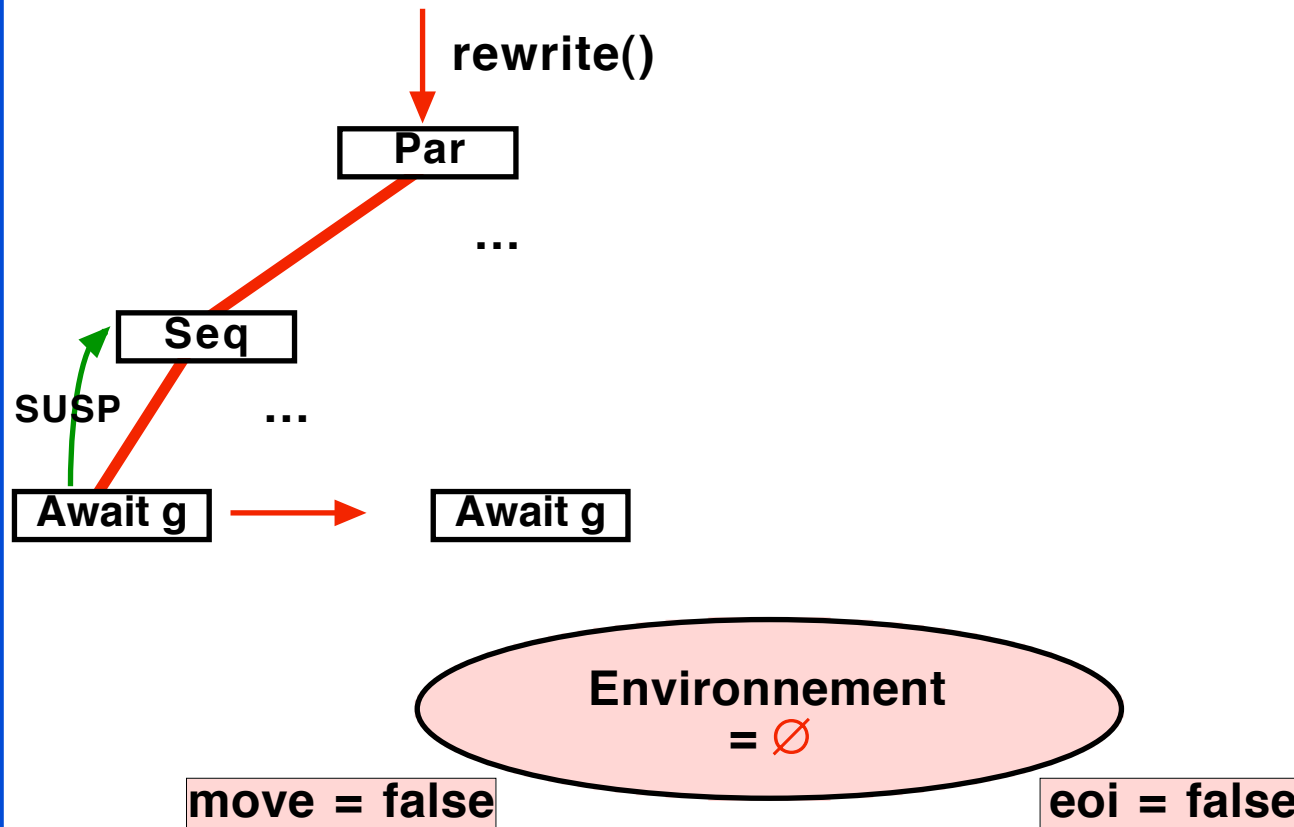 rewrite()
Par
...
Seq
SUSP
...
Await g
Await g
Environnement
= ∅
move = false
eoi = false